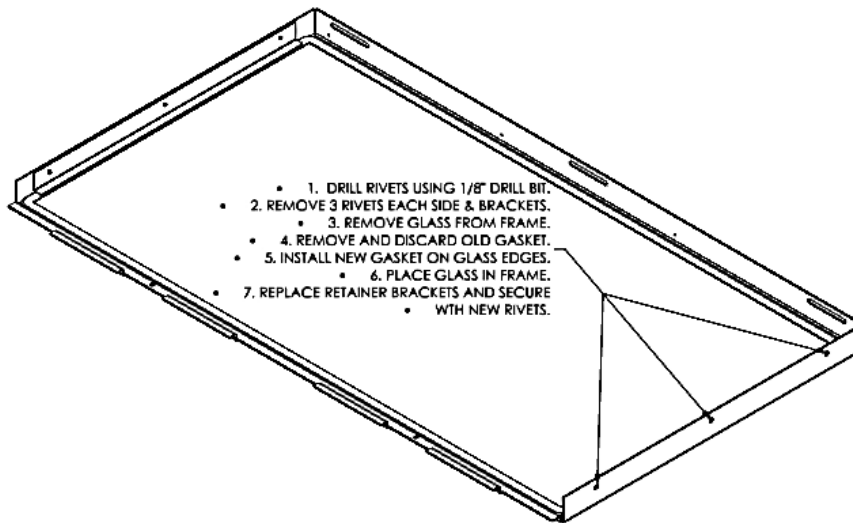 • 1. DRILL RIVETS USING 1/8" DRILL BIT.
• 2. REMOVE 3 RIVETS EACH SIDE & BRACKETS.
• 3. REMOVE GLASS FROM FRAME.
• 4. REMOVE AND DISCARD OLD GASKET.
• 5. INSTALL NEW GASKET ON GLASS EDGES.
• 6. PLACE GLASS IN FRAME.
• 7. REPLACE RETAINER BRACKETS AND SECURE
• WTH NEW RIVETS.